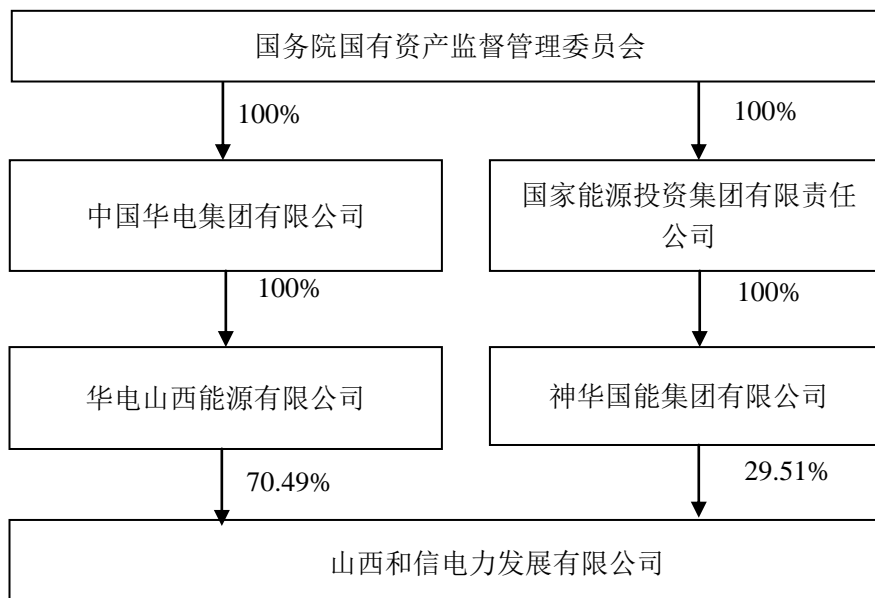 国务院国有资产监督管理委员会
100%
100%
中国华电集团有限公司
国家能源投资集团有限责任
公司
100%
100%
华电山西能源有限公司
神华国能集团有限公司
70.49%
29.51%
山西和信电力发展有限公司